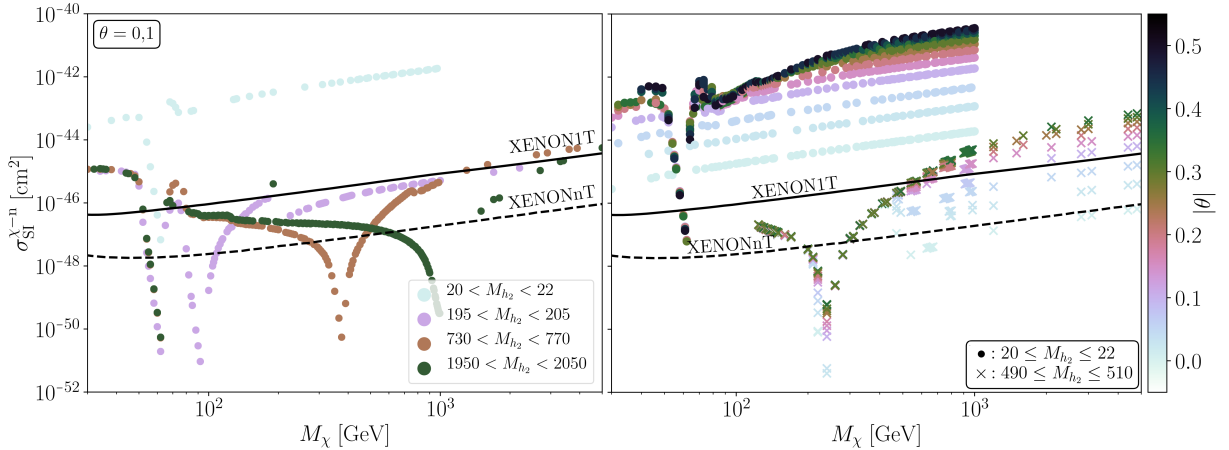 θ = 0,1
XENON1T
XENONnT
20 < M_{h_2} < 22
195 < M_{h_2} < 205
730 < M_{h_2} < 770
1950 < M_{h_2} < 2050
10^{−40}
10^{−42}
10^{−44}
10^{−46}
10^{−48}
10^{−50}
10^{−52}
σ_{SI}^{χ−n} [cm²]
10²
10³
M_χ [GeV]
XENON1T
XENONnT
● : 20 ≤ M_{h_2} ≤ 22
× : 490 ≤ M_{h_2} ≤ 510
10²
10³
M_χ [GeV]
0.5
0.4
0.3
0.2
0.1
0.0
|θ|